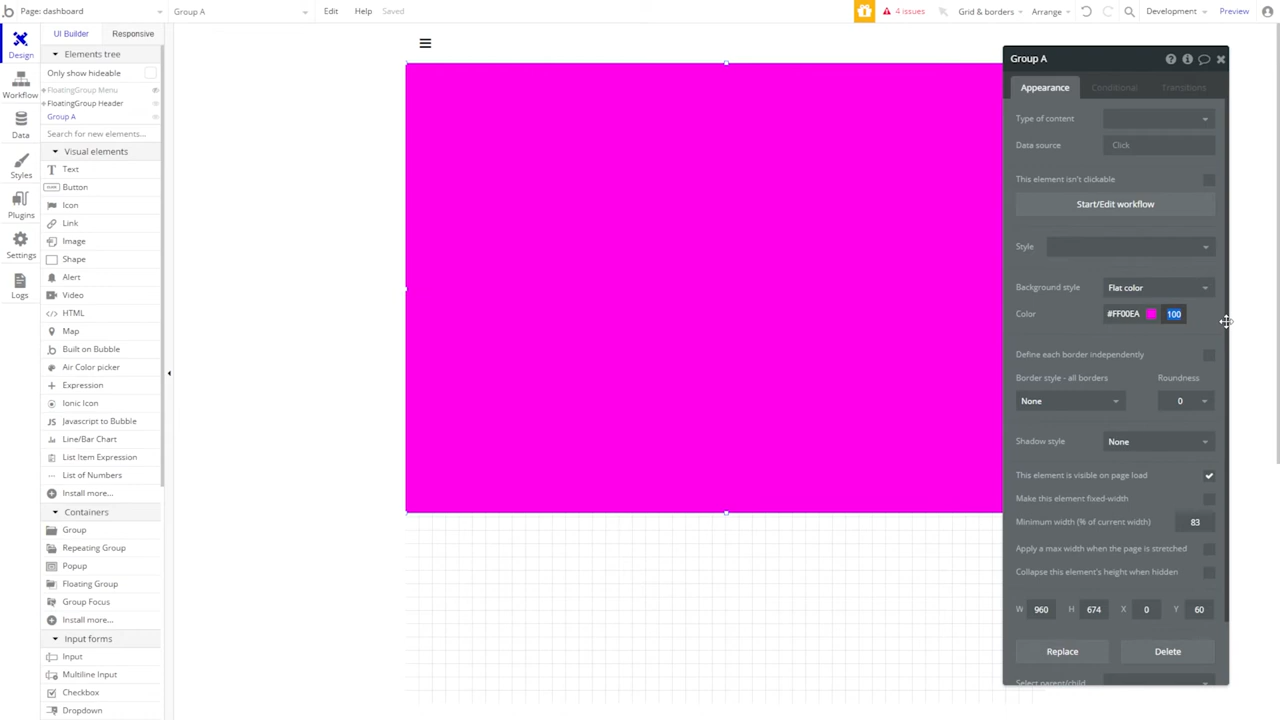 Page: dashboard
Group A
Edit
Help
Saved
4 issues
Grid & borders
Arrange
Development
Preview
Design
Workflow
Data
Styles
Plugins
Settings
Logs
UI Builder
Responsive
Elements tree
Only show hideable
FloatingGroup Menu
FloatingGroup Header
Group A
Search for new elements...
Visual elements
Text
Button
Icon
Link
Image
Shape
Alert
Video
HTML
Map
Built on Bubble
Air Color picker
Expression
Ionic Icon
Javascript to Bubble
Line/Bar Chart
List Item Expression
List of Numbers
Install more...
Containers
Group
Repeating Group
Popup
Floating Group
Group Focus
Install more...
Input forms
Input
Multiline Input
Checkbox
Dropdown
Group A
Appearance
Conditional
Transitions
Type of content
Data source
Click
This element isn't clickable
Start/Edit workflow
Style
Background style
Flat color
Color
#FF00EA
100
Define each border independently
Border style - all borders
Roundness
None
0
Shadow style
None
This element is visible on page load
Make this element fixed-width
Minimum width (% of current width)
83
Apply a max width when the page is stretched
Collapse this element's height when hidden
W 960 H 674 X 0 Y 60
Replace
Delete
Select parent/child